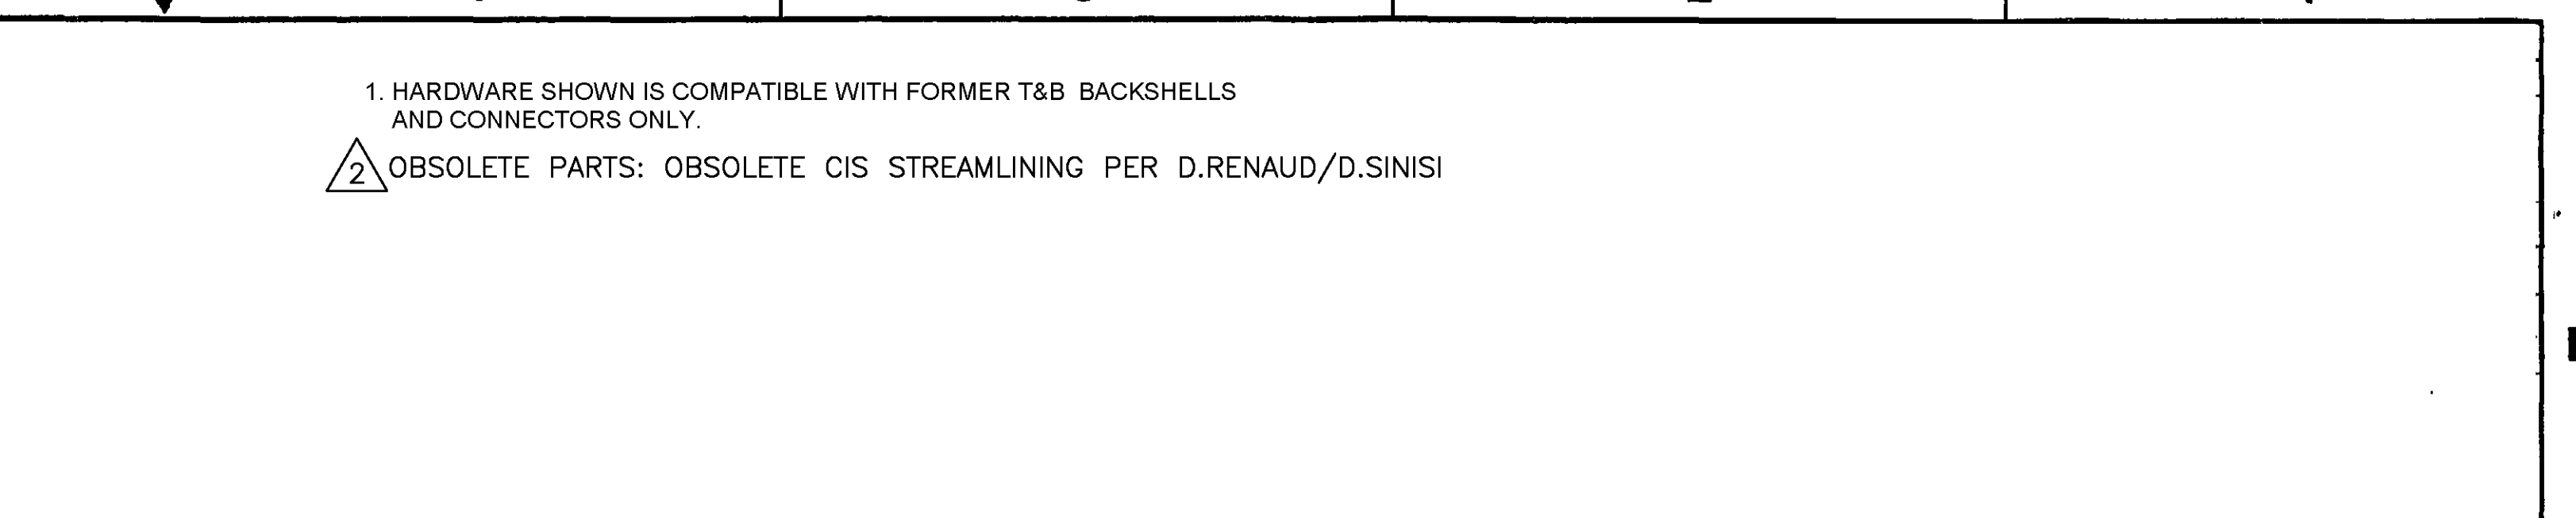 1. HARDWARE SHOWN IS COMPATIBLE WITH FORMER T&B BACKSHELLS
AND CONNECTORS ONLY.
2 OBSOLETE PARTS: OBSOLETE CIS STREAMLINING PER D.RENAUD/D.SINISI